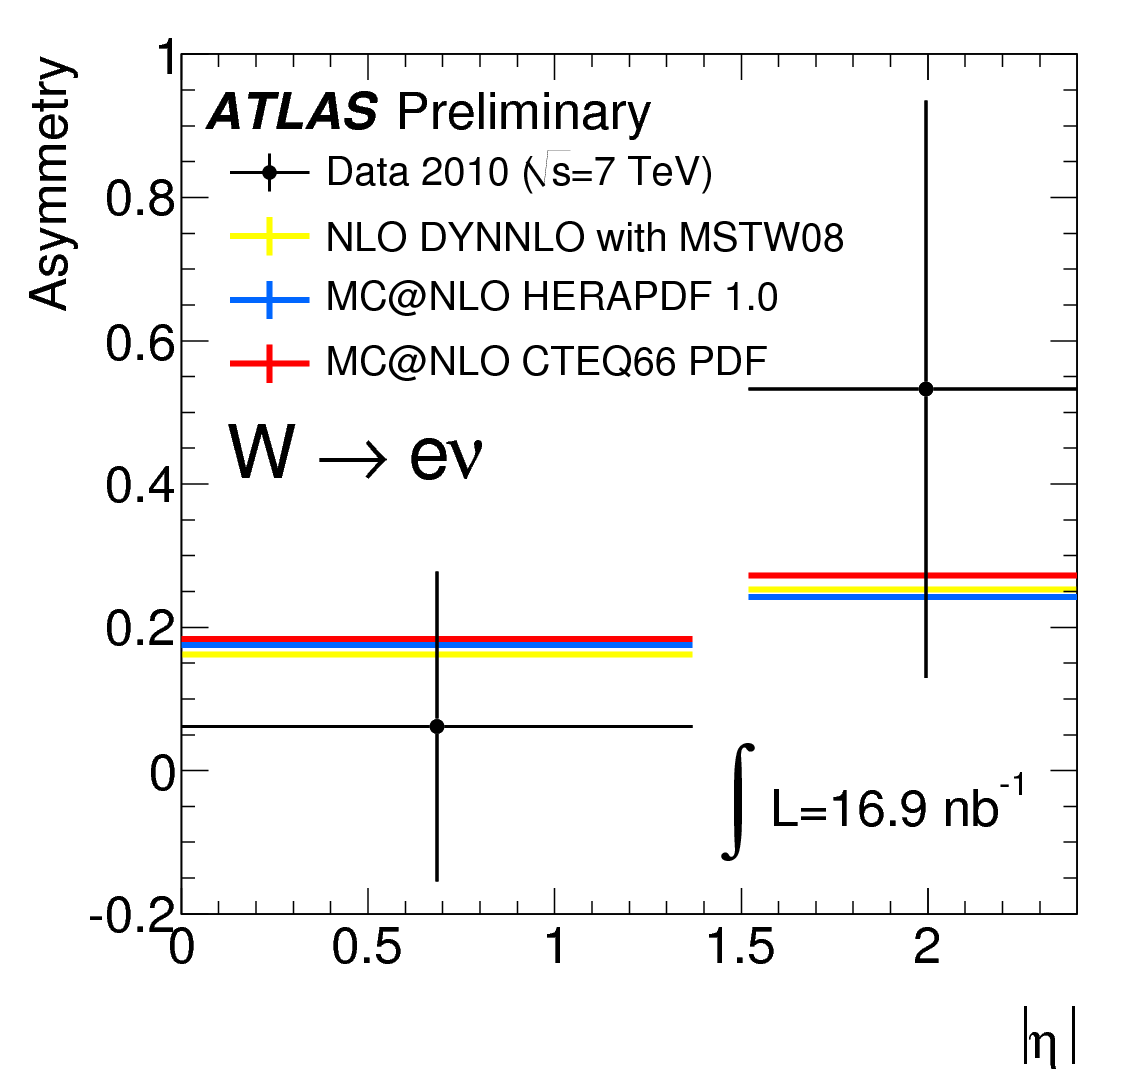 Asymmetry
1
0.8
0.6
0.4
0.2
0
-0.2
ATLAS Preliminary
Data 2010 (√s=7 TeV)
NLO DYNNLO with MSTW08
MC@NLO HERAPDF 1.0
MC@NLO CTEQ66 PDF
W → eν
∫ L=16.9 nb⁻¹
0 0.5 1 1.5 2
|η|